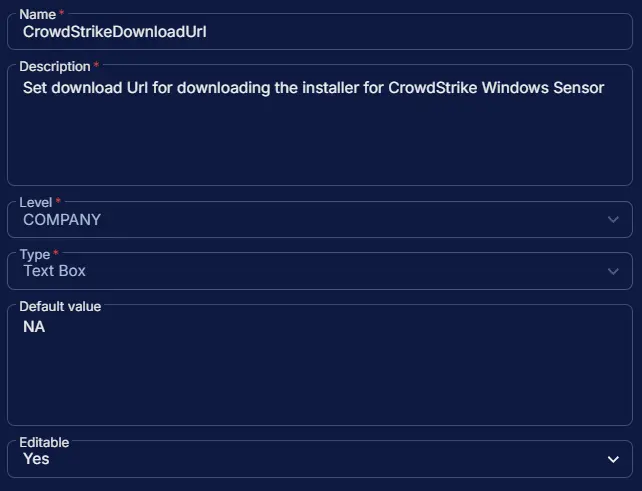 Name *
CrowdStrikeDownloadUrl
Description *
Set download Url for downloading the installer for CrowdStrike Windows Sensor
Level *
COMPANY
Type *
Text Box
Default value
NA
Editable
Yes